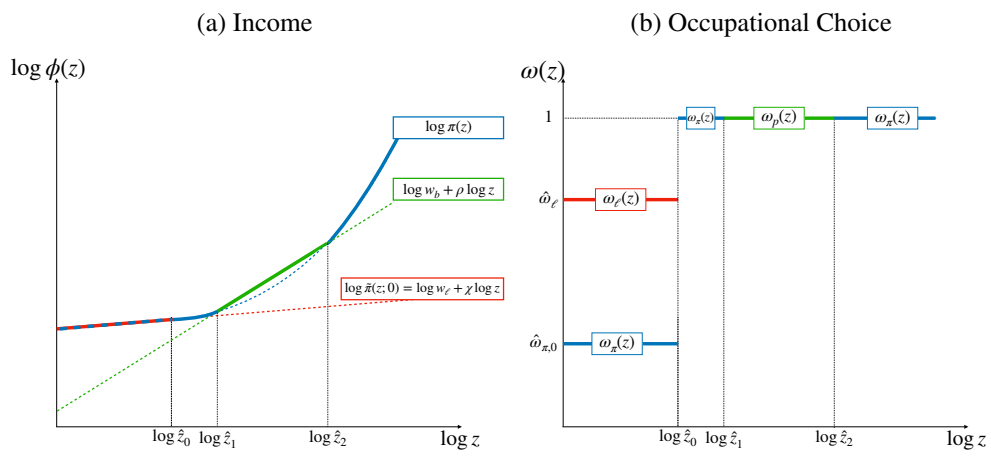 (a) Income
(b) Occupational Choice
log ϕ(z)
log π(z)
log w_b + ρ log z
log π̃(z; 0) = log w_ℓ + χ log z
log ẑ_0
log ẑ_1
log ẑ_2
log z
ω(z)
1
ω_π(z)
ω_p(z)
ω_π(z)
ω̂_ℓ
ω_ℓ(z)
ω̂_{π,0}
ω_π(z)
log ẑ_0
log ẑ_1
log ẑ_2
log z